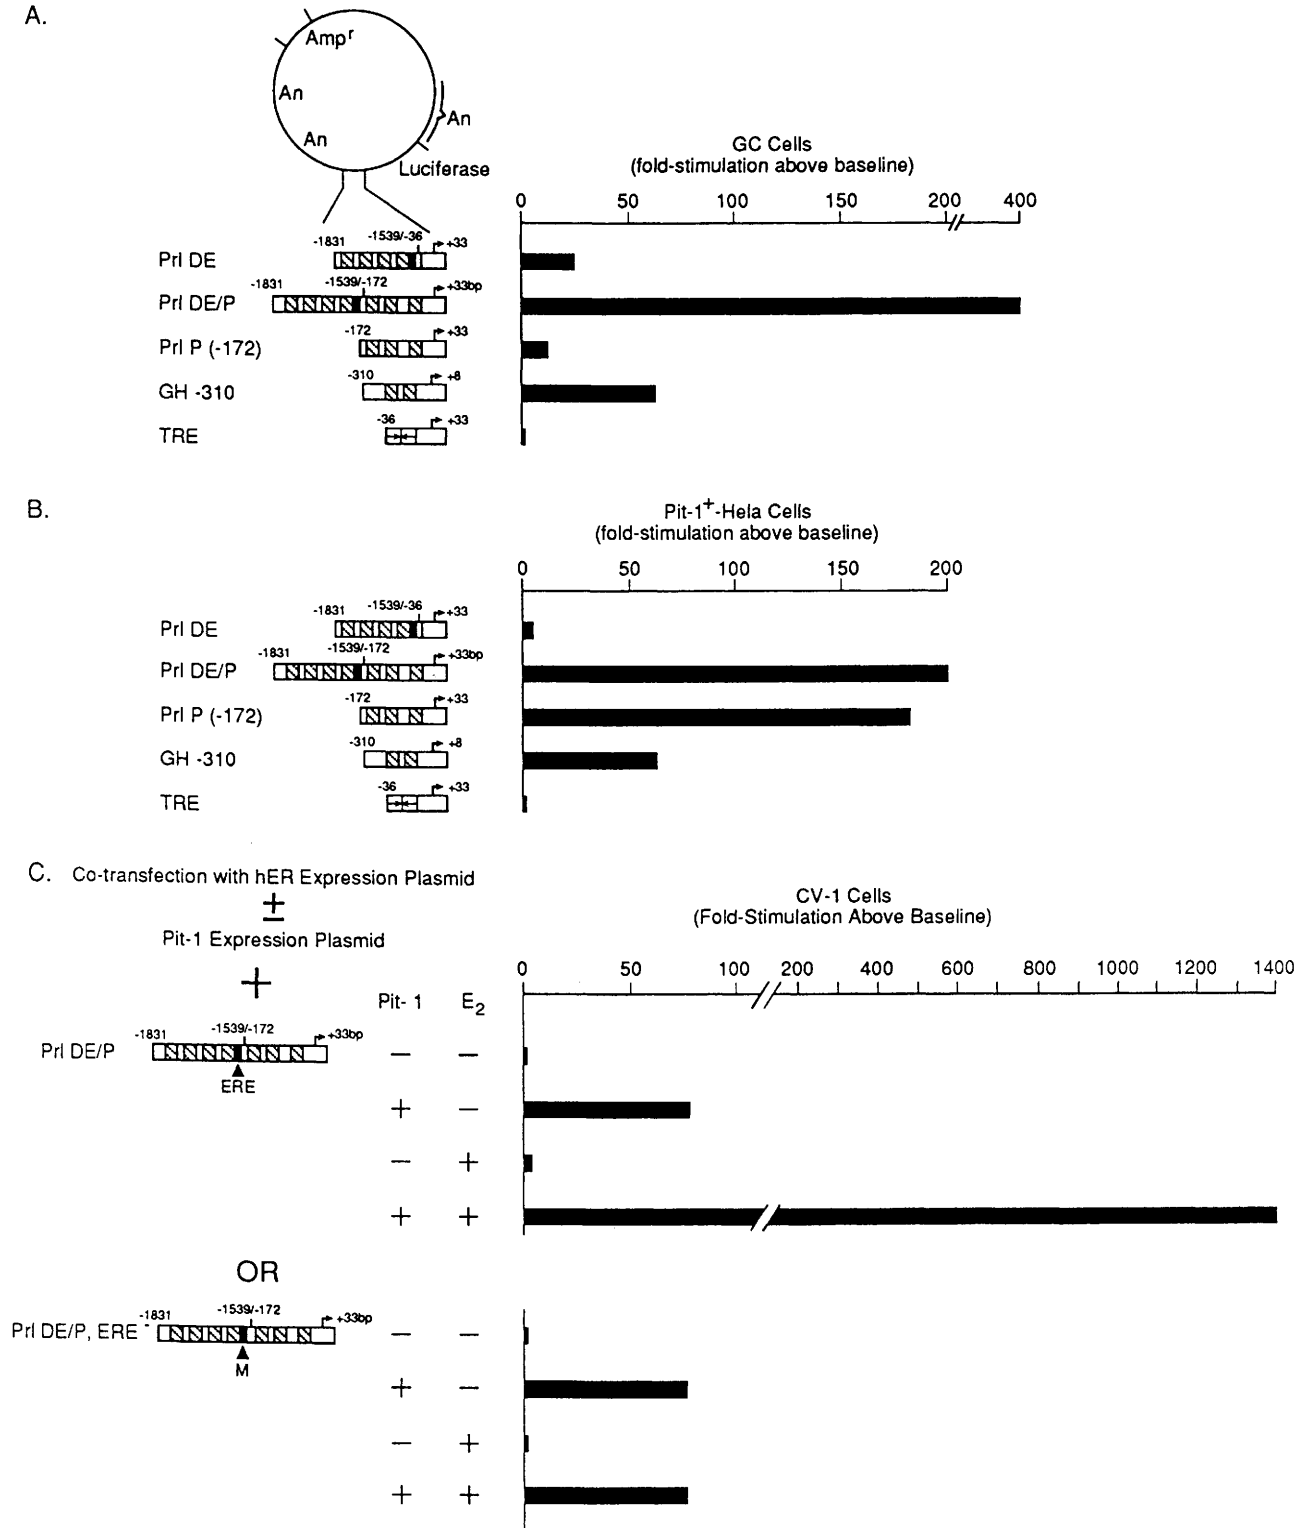 A.
Ampʳ
An
An
An
Luciferase
GC Cells
(fold-stimulation above baseline)
0 50 100 150 200 400
Prl DE -1831 -1539/-36 +33
Prl DE/P -1831 -1539/-172 +33bp
Prl P (-172) -172 +33
GH -310 -310 +8
TRE -36 +33
B.
Pit-1⁺-Hela Cells
(fold-stimulation above baseline)
0 50 100 150 200
Prl DE -1831 -1539/-36 +33
Prl DE/P -1831 -1539/-172 +33bp
Prl P (-172) -172 +33
GH -310 -310 +8
TRE -36 +33
C. Co-transfection with hER Expression Plasmid
±
Pit-1 Expression Plasmid
+
CV-1 Cells
(Fold-Stimulation Above Baseline)
0 50 100 200 400 600 800 1000 1200 1400
Pit- 1 E₂
Prl DE/P -1831 -1539/-172 +33bp
ERE
— —
+ —
— +
+ +
OR
Prl DE/P, ERE⁻ -1831 -1539/-172 +33bp
M
— —
+ —
— +
+ +